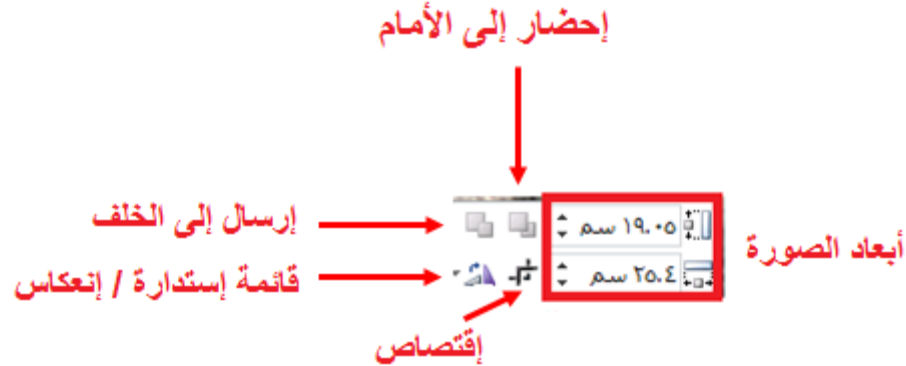 إحضار إلى الأمام
إرسال إلى الخلف
١٩.٠٥ سم
أبعاد الصورة
٢٥.٤ سم
قائمة إستدارة / إنعكاس
إقتصاص